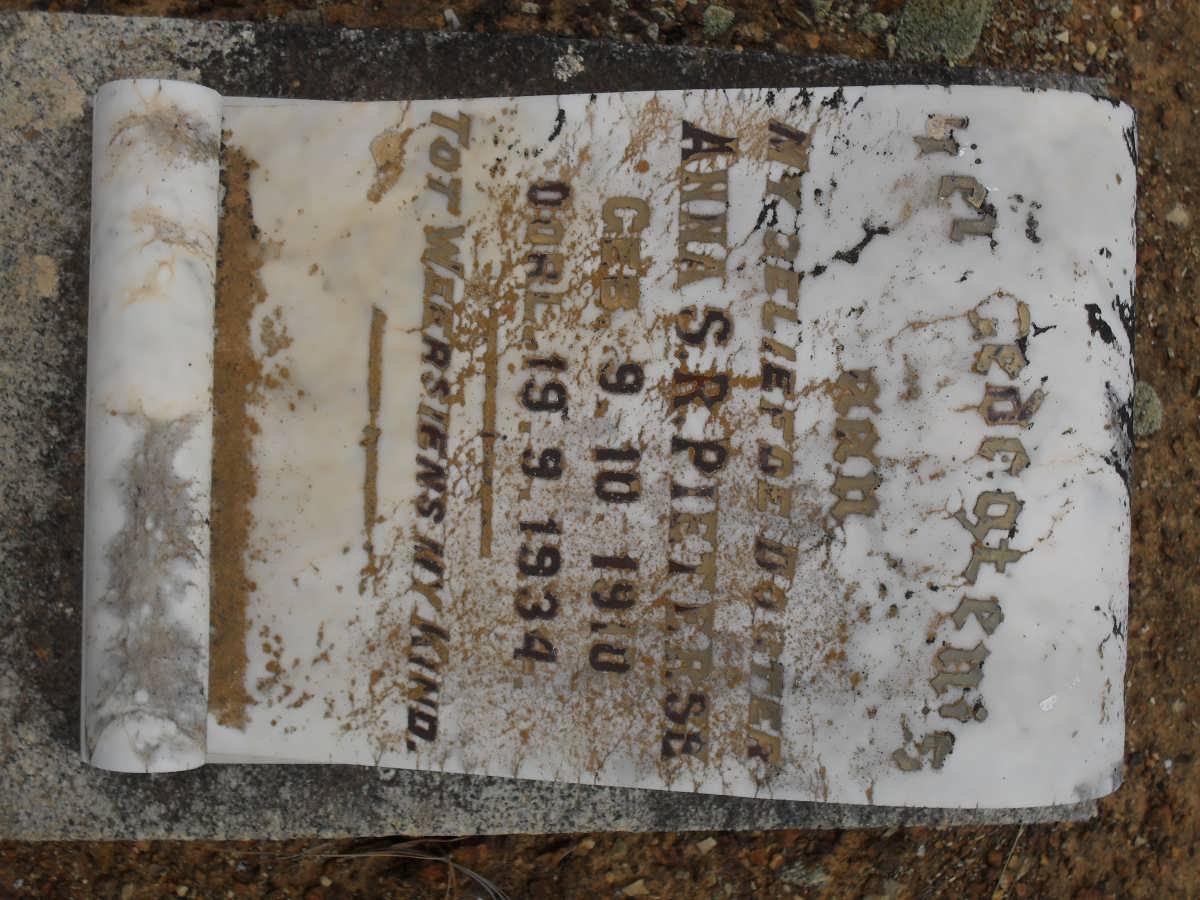 Ter Gedagtenis
aan
MY GELIEFDE DOGTER
ANNA S.R. PIETERSE
GEB. 9. 10 1910
OORL. 19. 9. 1934.
TOT WEERSIENS MY KIND.